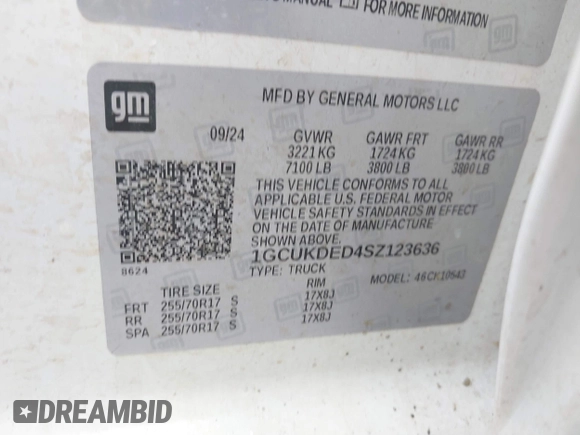 MANUAL gm FOR MORE INFORMATION
gm
MFD BY GENERAL MOTORS LLC
09/24 GVWR GAWR FRT GAWR RR
3221 KG 1724 KG 1724 KG
7100 LB 3800 LB 3800 LB
THIS VEHICLE CONFORMS TO ALL
APPLICABLE U.S. FEDERAL MOTOR
VEHICLE SAFETY STANDARDS IN EFFECT
ON THE DATE OF MANUFACTURE
SHOWN ABOVE.
8624
1GCUKDED4SZ123636
TYPE: TRUCK MODEL: 46CK10543
TIRE SIZE RIM
FRT 255/70R17 S 17X8J
RR 255/70R17 S 17X8J
SPA 255/70R17 S 17X8J
DREAMBID